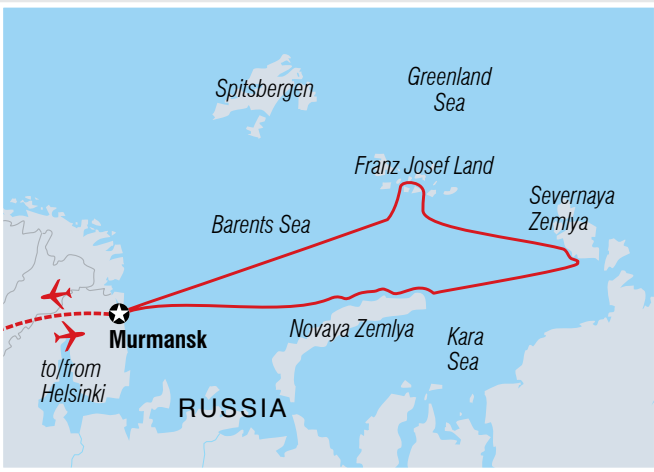 Spitsbergen
Greenland
Sea
Franz Josef Land
Severnaya
Zemlya
Barents Sea
Murmansk
Novaya Zemlya
Kara
Sea
to/from
Helsinki
RUSSIA